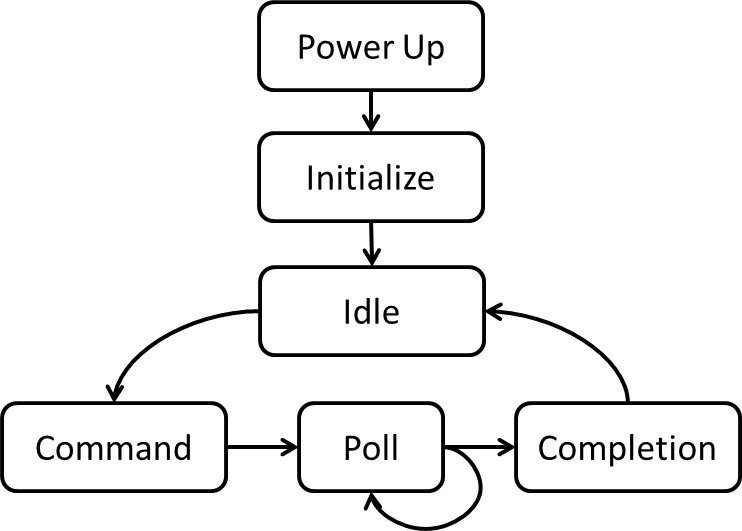 Power Up
Initialize
Idle
Command
Poll
Completion